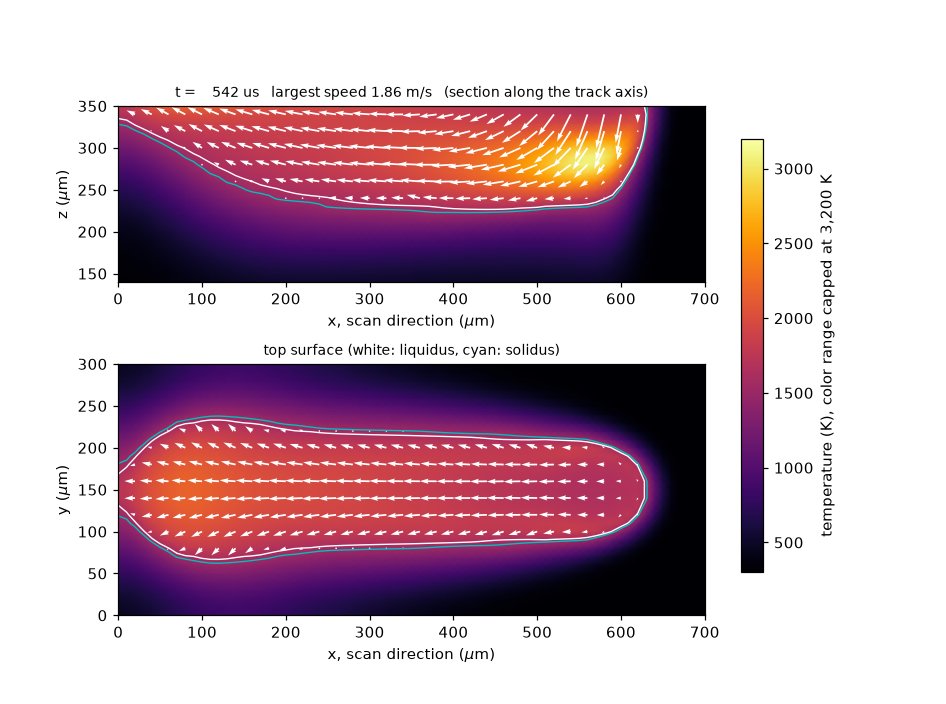 t =    542 us   largest speed 1.86 m/s   (section along the track axis)
350
300
250
200
150
z (μm)
0 100 200 300 400 500 600 700
x, scan direction (μm)
top surface (white: liquidus, cyan: solidus)
300
250
200
150
100
50
0
y (μm)
0 100 200 300 400 500 600 700
x, scan direction (μm)
3000
2500
2000
1500
1000
500
temperature (K), color range capped at 3,200 K